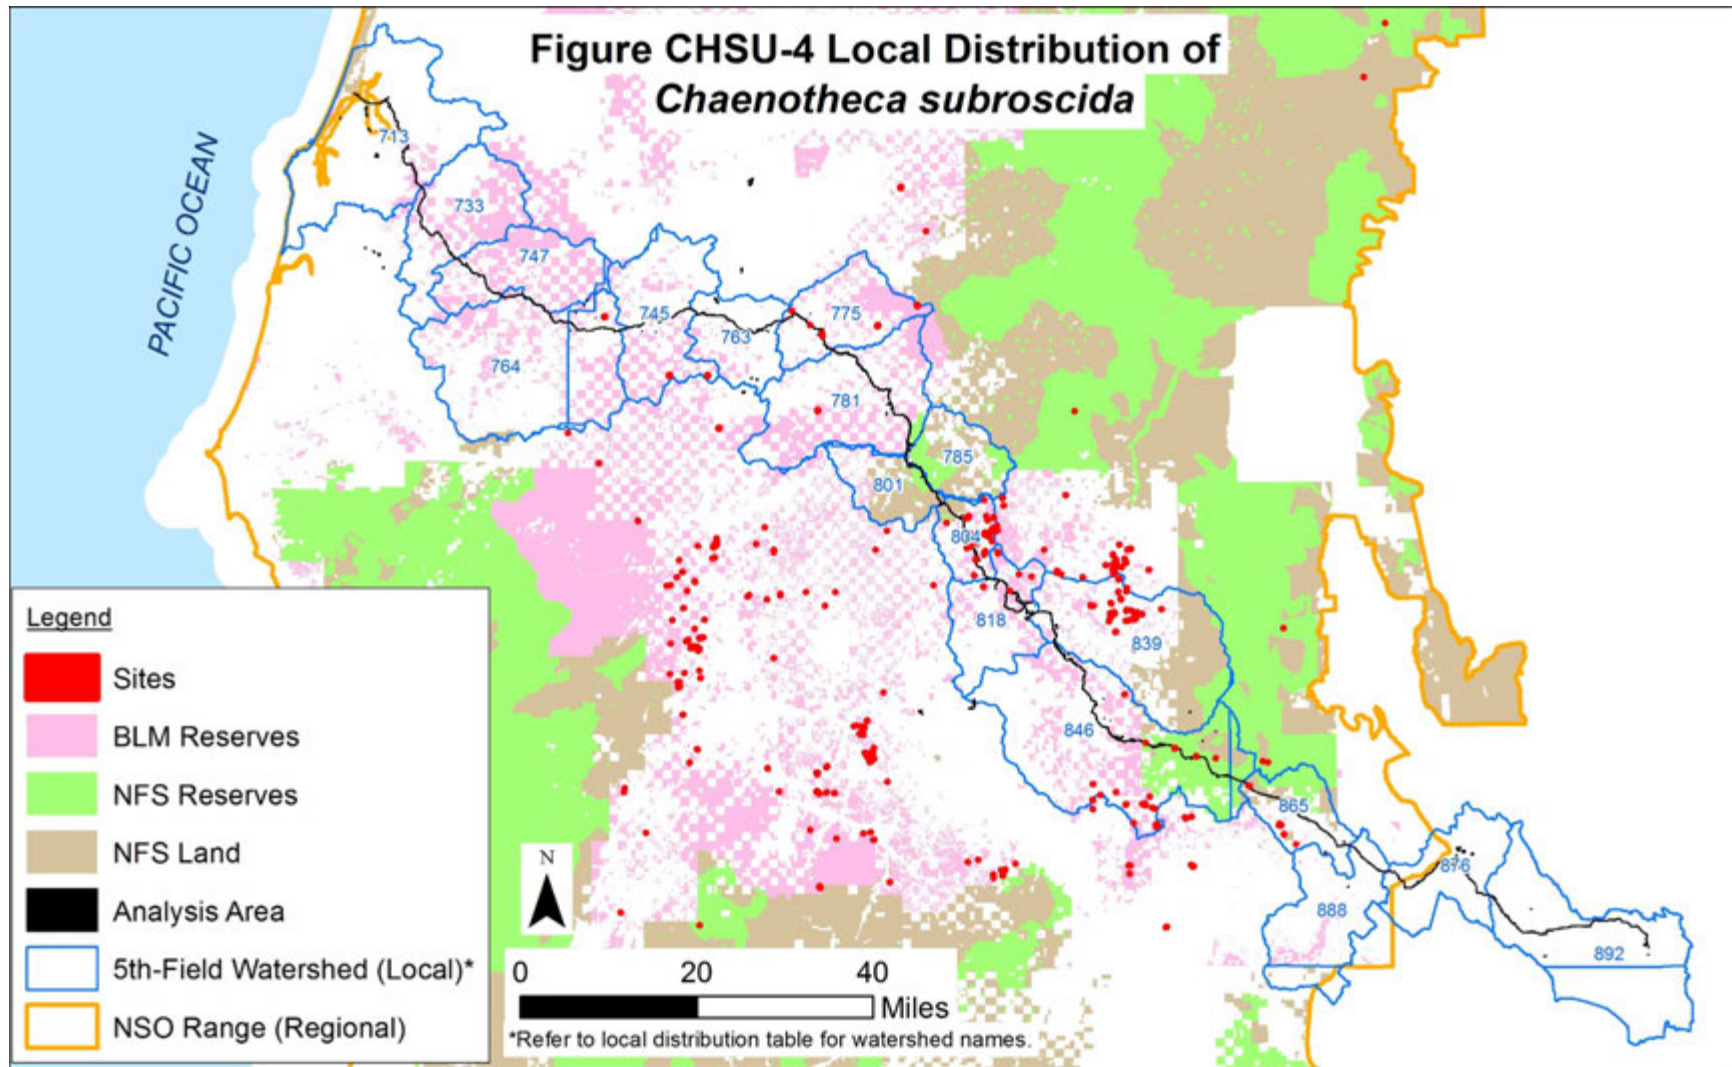 Figure CHSU-4 Local Distribution of
Chaenotheca subroscida
PACIFIC OCEAN
713
733
747
745
775
763
764
781
785
801
804
818
839
846
865
876
888
892
Legend
Sites
BLM Reserves
NFS Reserves
NFS Land
Analysis Area
5th-Field Watershed (Local)*
NSO Range (Regional)
N
0 20 40
Miles
*Refer to local distribution table for watershed names.